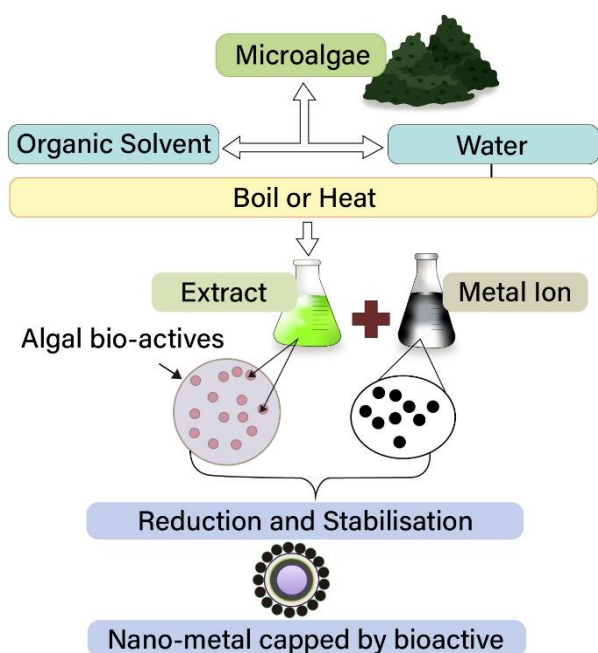 Microalgae
Organic Solvent
Water
Boil or Heat
Extract
Metal Ion
Algal bio-actives
Reduction and Stabilisation
Nano-metal capped by bioactive